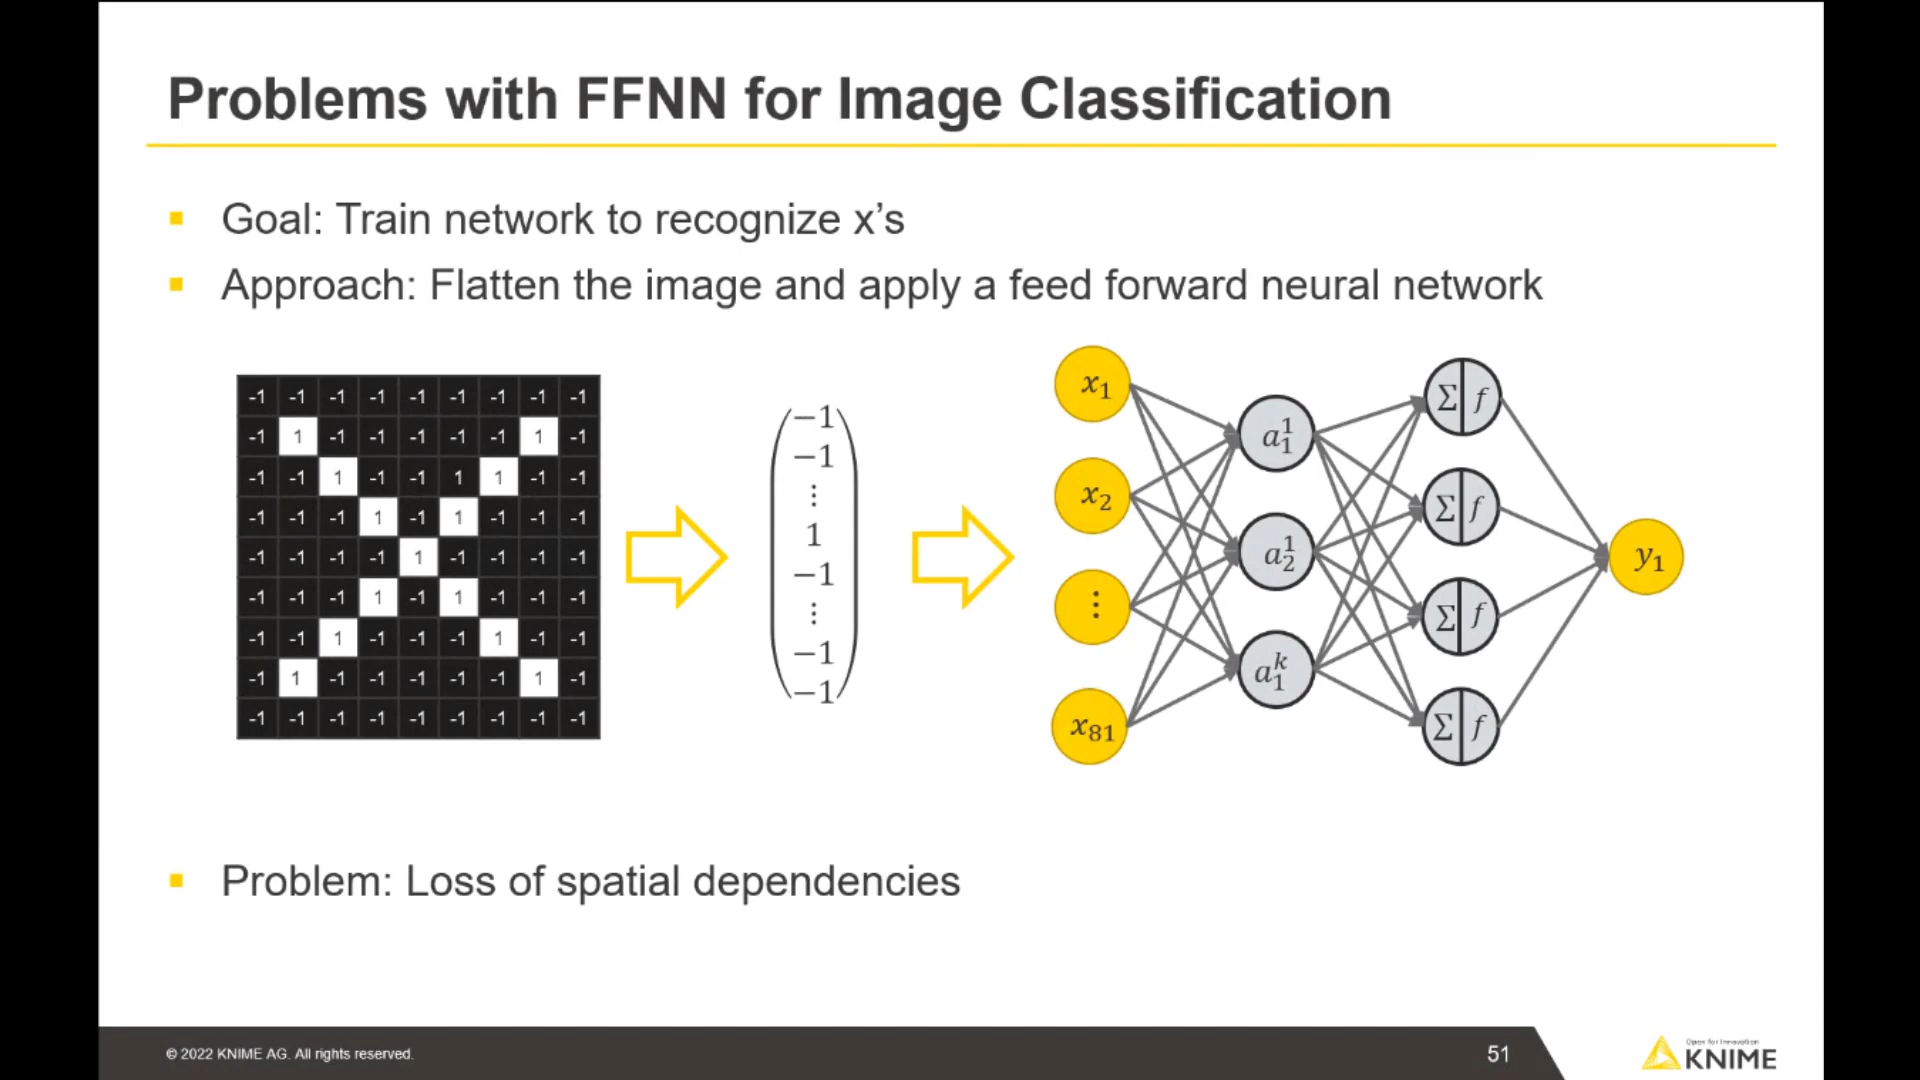 Problems with FFNN for Image Classification
Goal: Train network to recognize x’s
Approach: Flatten the image and apply a feed forward neural network
-1 -1 -1 -1 -1 -1 -1 -1 -1
-1 1 -1 -1 -1 -1 -1 1 -1
-1 -1 1 -1 -1 1 1 -1 -1
-1 -1 -1 1 -1 1 -1 -1 -1
-1 -1 -1 -1 1 -1 -1 -1 -1
-1 -1 -1 1 -1 1 -1 -1 -1
-1 -1 1 -1 -1 -1 1 -1 -1
-1 1 -1 -1 -1 -1 -1 1 -1
-1 -1 -1 -1 -1 -1 -1 -1 -1
−1
−1
⋮
1
−1
⋮
−1
−1
x₁
x₂
⋮
x₈₁
a₁¹
a₂¹
a₁ᵏ
Σ f
Σ f
Σ f
Σ f
y₁
Problem: Loss of spatial dependencies
© 2022 KNIME AG. All rights reserved.
51
Open for Innovation
KNIME